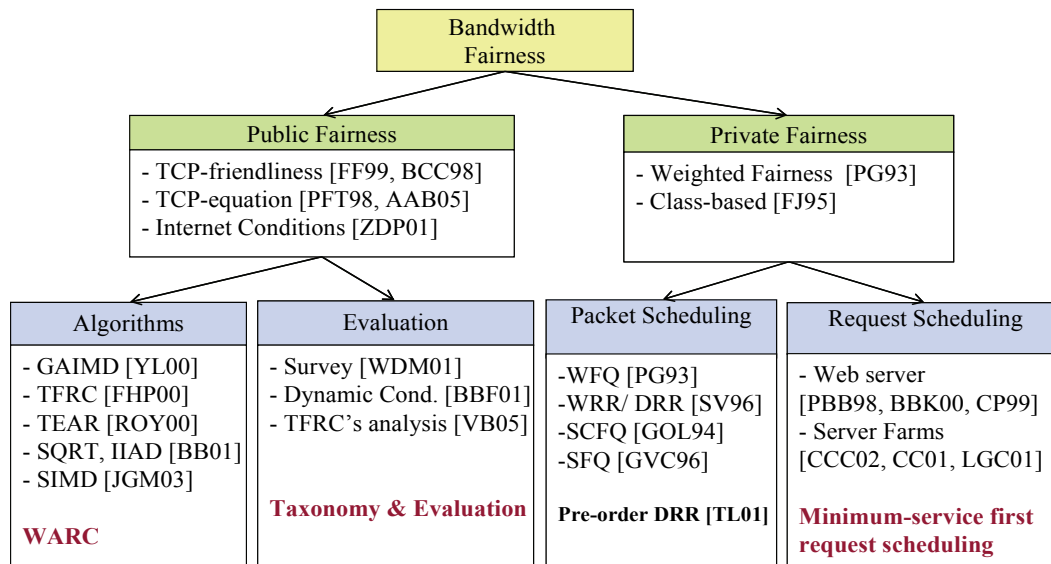 Bandwidth
Fairness
Public Fairness
- TCP-friendliness [FF99, BCC98]
- TCP-equation [PFT98, AAB05]
- Internet Conditions [ZDP01]
Private Fairness
- Weighted Fairness [PG93]
- Class-based [FJ95]
Algorithms
- GAIMD [YL00]
- TFRC [FHP00]
- TEAR [ROY00]
- SQRT, IIAD [BB01]
- SIMD [JGM03]
WARC
Evaluation
- Survey [WDM01]
- Dynamic Cond. [BBF01]
- TFRC's analysis [VB05]
Taxonomy & Evaluation
Packet Scheduling
-WFQ [PG93]
-WRR/ DRR [SV96]
-SCFQ [GOL94]
-SFQ [GVC96]
Pre-order DRR [TL01]
Request Scheduling
- Web server
[PBB98, BBK00, CP99]
- Server Farms
[CCC02, CC01, LGC01]
Minimum-service first
request scheduling